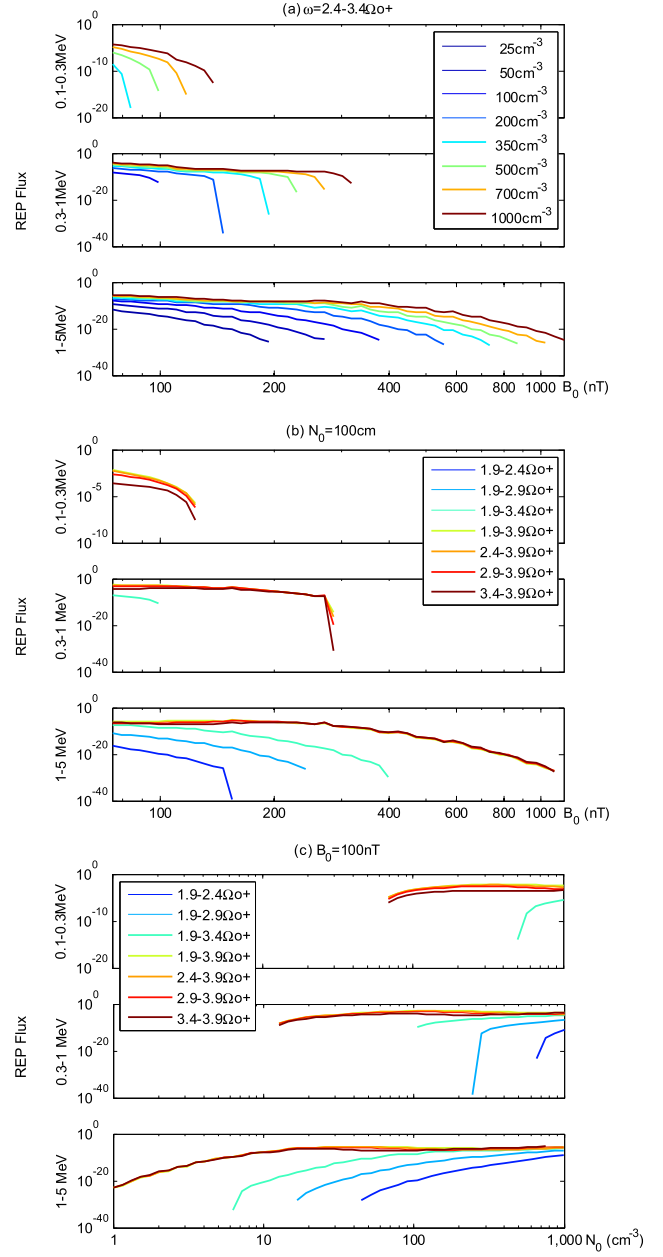 (a) ω=2.4-3.4Ωo+
0.1-0.3MeV
10^0
10^-10
10^-20
25cm^-3
50cm^-3
100cm^-3
200cm^-3
350cm^-3
500cm^-3
700cm^-3
1000cm^-3
REP Flux
0.3-1MeV
10^0
10^-20
10^-40
1-5MeV
10^0
10^-20
10^-40
100 200 400 600 800 1000 B_0 (nT)
(b) N_0=100cm
0.1-0.3MeV
10^0
10^-5
10^-10
1.9-2.4Ωo+
1.9-2.9Ωo+
1.9-3.4Ωo+
1.9-3.9Ωo+
2.4-3.9Ωo+
2.9-3.9Ωo+
3.4-3.9Ωo+
REP Flux
0.3-1 MeV
10^0
10^-20
10^-40
1-5 MeV
10^0
10^-20
10^-40
100 200 400 600 800 1000 B_0 (nT)
(c) B_0=100nT
0.1-0.3MeV
10^0
10^-10
10^-20
1.9-2.4Ωo+
1.9-2.9Ωo+
1.9-3.4Ωo+
1.9-3.9Ωo+
2.4-3.9Ωo+
2.9-3.9Ωo+
3.4-3.9Ωo+
REP Flux
0.3-1 MeV
10^0
10^-20
10^-40
1-5 MeV
10^0
10^-20
10^-40
1 10 100 1,000 N_0 (cm^-3)